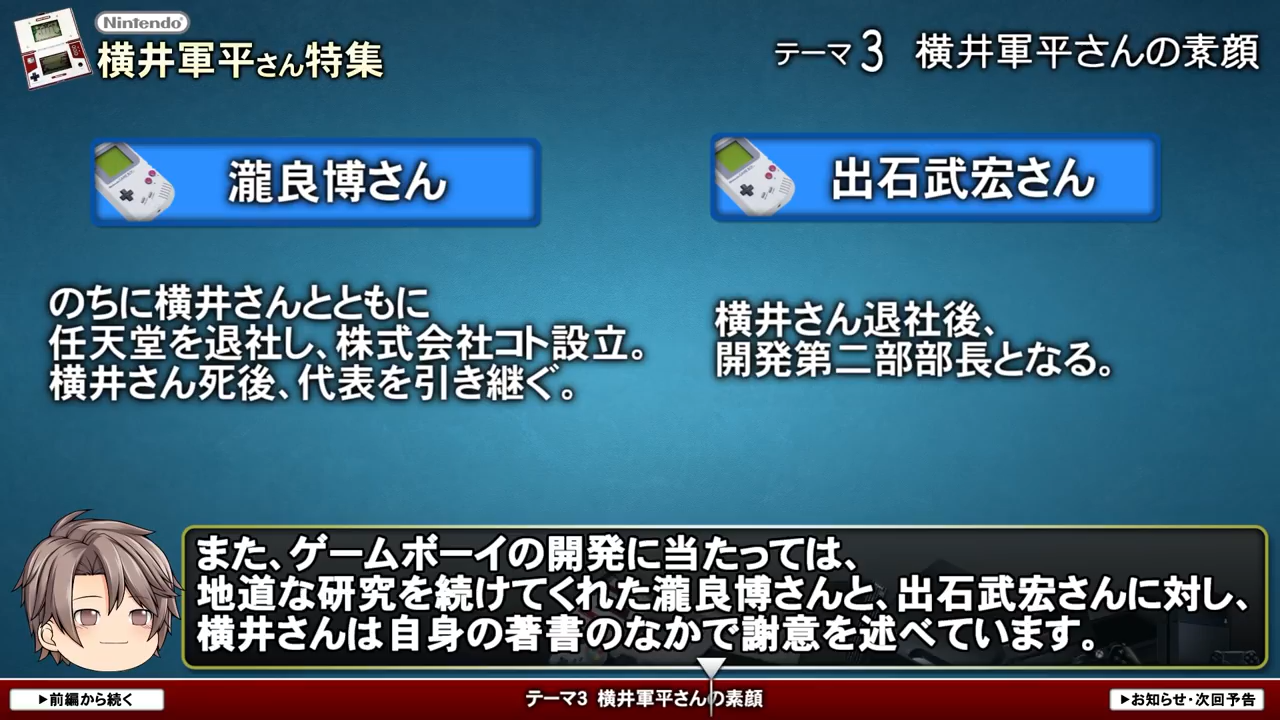 Nintendo
横井軍平さん特集
テーマ3 横井軍平さんの素顔
瀧良博さん
出石武宏さん
のちに横井さんとともに
任天堂を退社し、株式会社コト設立。
横井さん死後、代表を引き継ぐ。
横井さん退社後、
開発第二部部長となる。
また、ゲームボーイの開発に当たっては、
地道な研究を続けてくれた瀧良博さんと、出石武宏さんに対し、
横井さんは自身の著書のなかで謝意を述べています。
▶前編から続く
テーマ3 横井軍平さんの素顔
▶お知らせ・次回予告